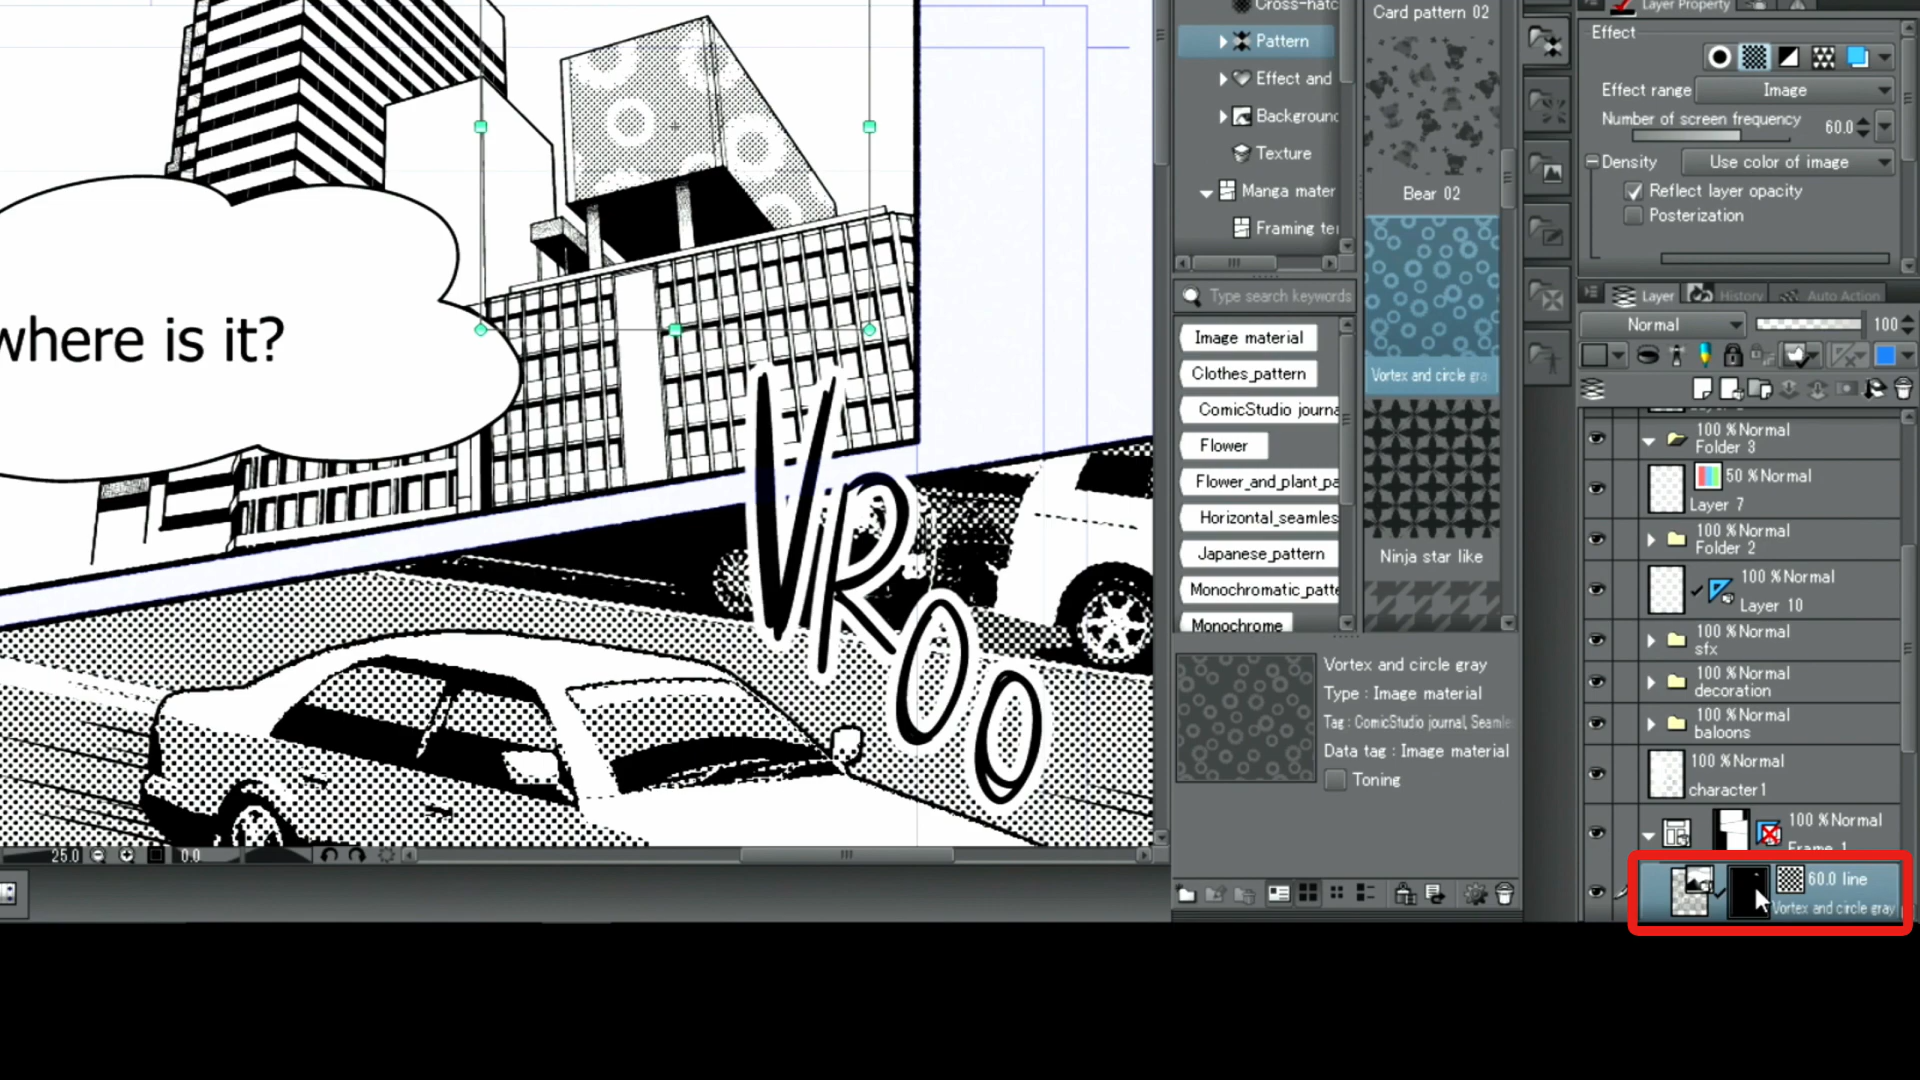 where is it?
VROO
25.0
0.0
Cross-hatc
Pattern
Effect and
Background
Texture
Manga mater
Framing te
Type search keywords
Image material
Clothes_pattern
ComicStudio journa
Flower
Flower_and_plant_pa
Horizontal_seamles
Japanese_pattern
Monochromatic_patte
Monochrome
Card pattern 02
Bear 02
Vortex and circle gra
Ninja star like
Vortex and circle gray
Type : Image material
Tag : ComicStudio journal, Seamle
Data tag : Image material
Toning
Layer Property
Effect
Effect range
Image
Number of screen frequency
60.0
Density
Use color of image
Reflect layer opacity
Posterization
Layer
History
Auto Action
Normal
100
100 % Normal
Folder 3
50 % Normal
Layer 7
100 % Normal
Folder 2
100 % Normal
Layer 10
100 % Normal
sfx
100 % Normal
decoration
100 % Normal
baloons
100 % Normal
character1
100 % Normal
Frame 1
60.0 line
Vortex and circle gray